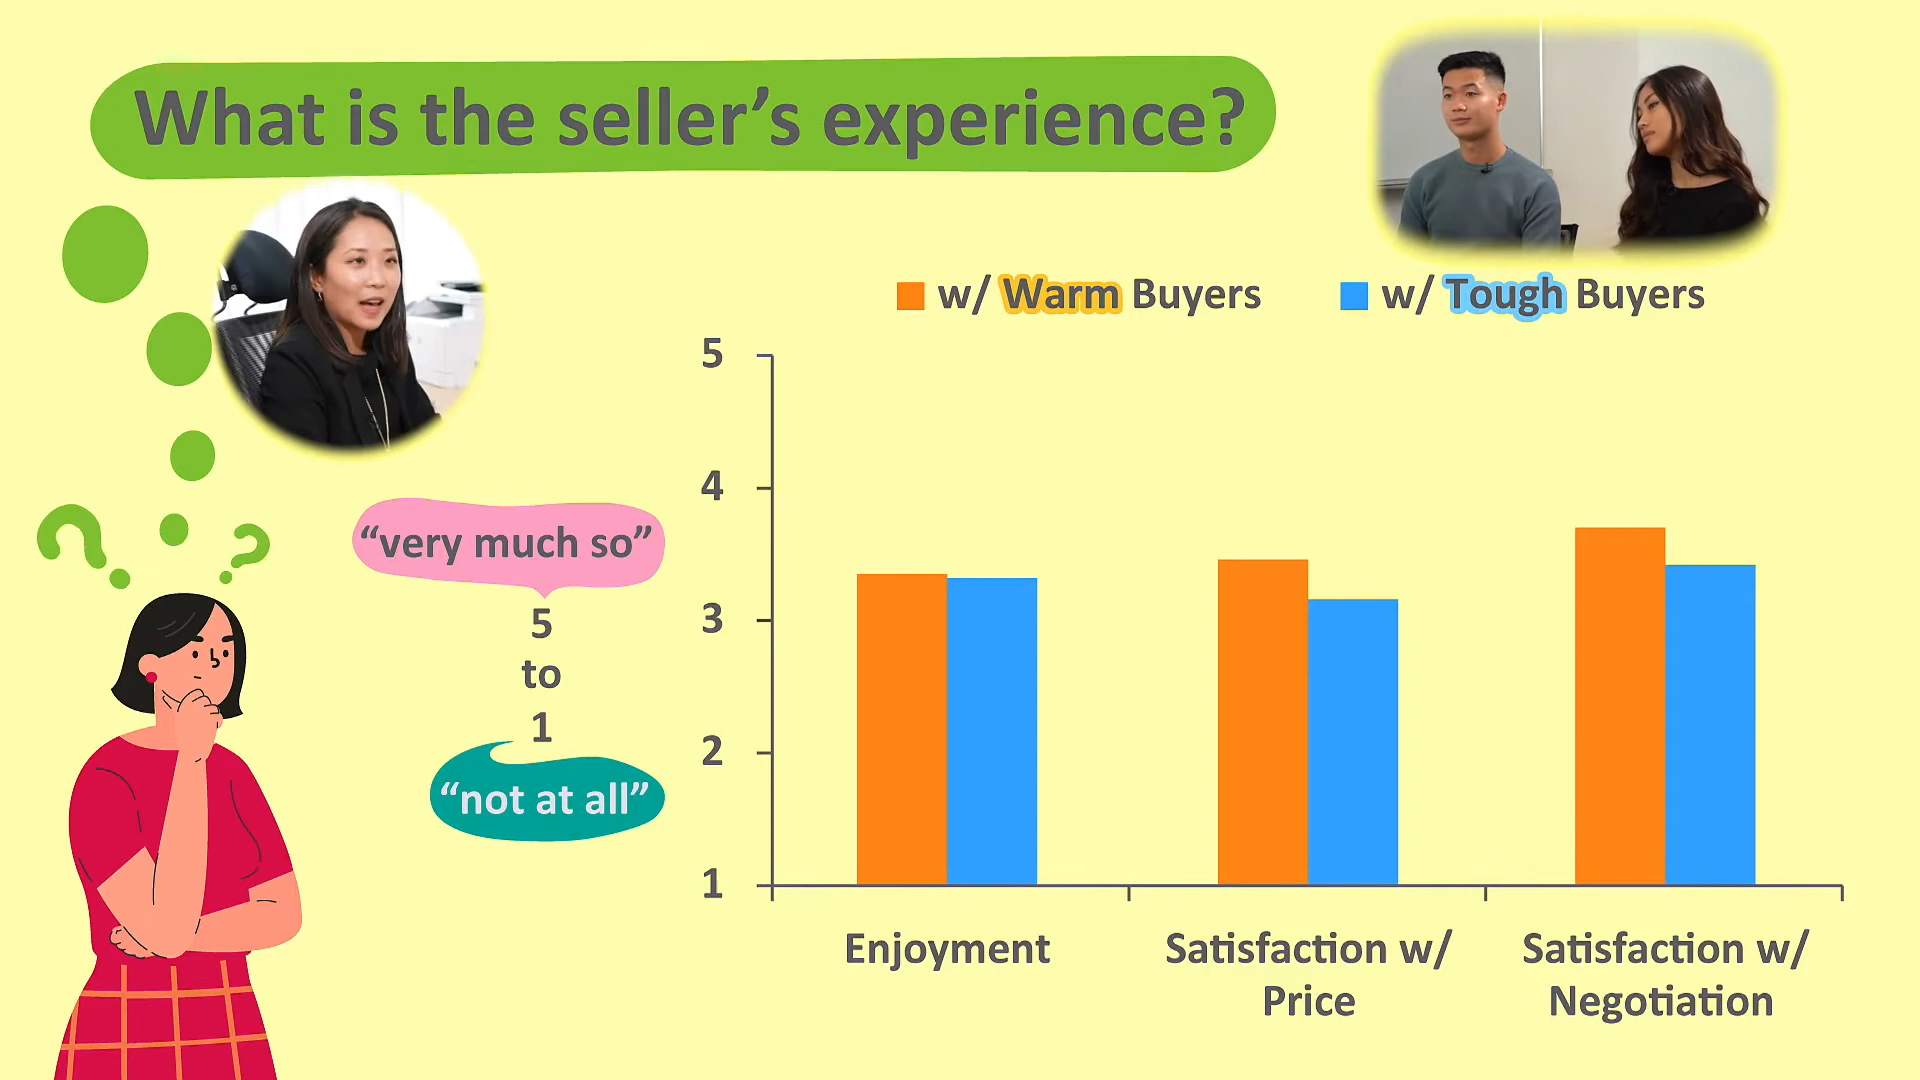 What is the seller’s experience?
w/ Warm Buyers
w/ Tough Buyers
“very much so”
5
to
1
“not at all”
5
4
3
2
1
Enjoyment
Satisfaction w/
Price
Satisfaction w/
Negotiation